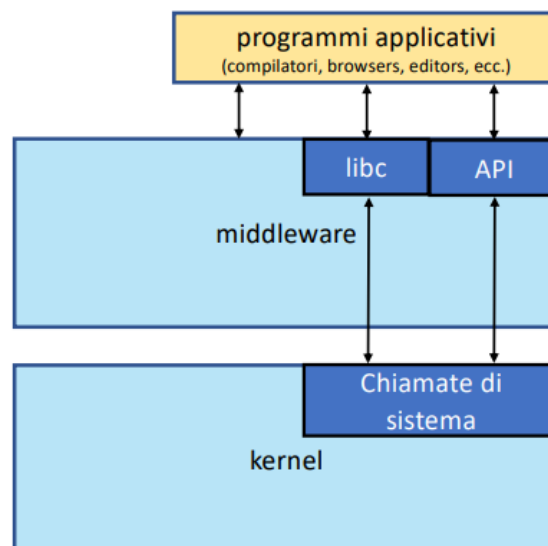 programmi applicativi
(compilatori, browsers, editors, ecc.)
libc
API
middleware
Chiamate di
sistema
kernel